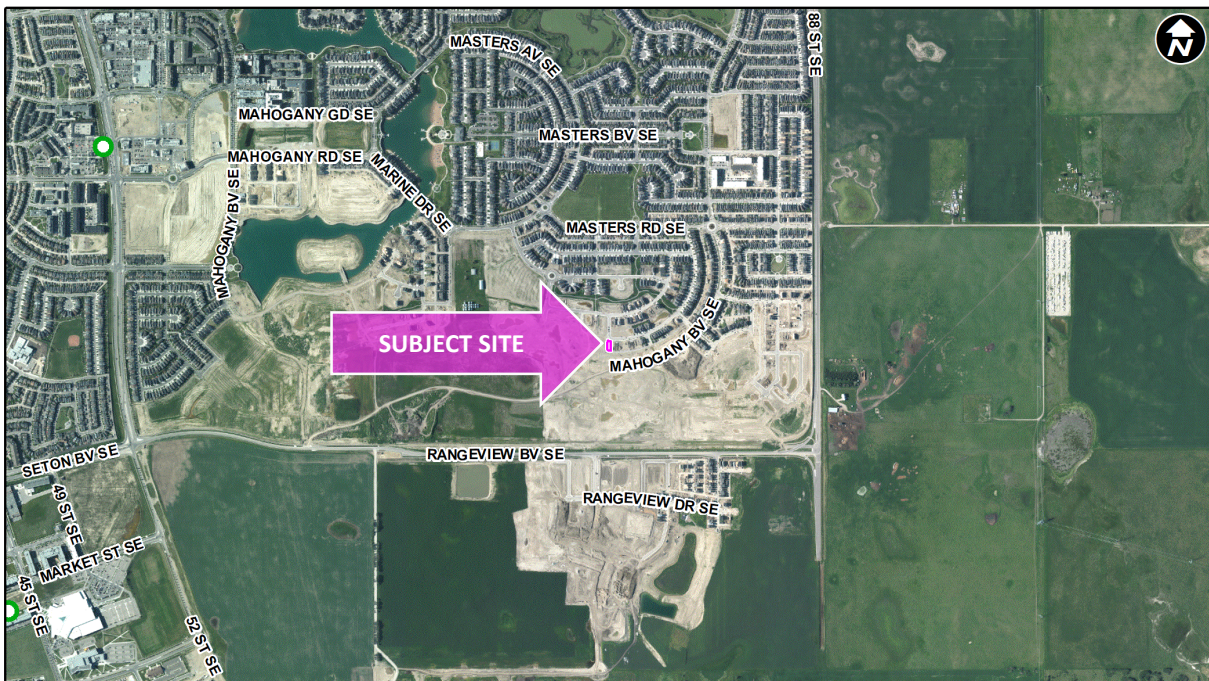 MASTERS AV SE
88 ST SE
MAHOGANY GD SE
MASTERS BV SE
MAHOGANY RD SE
MARINE DR SE
MAHOGANY BV SE
MASTERS RD SE
SUBJECT SITE
MAHOGANY BV SE
SETON BV SE
RANGEVIEW BV SE
49 ST SE
RANGEVIEW DR SE
MARKET ST SE
45 ST SE
52 ST SE
N